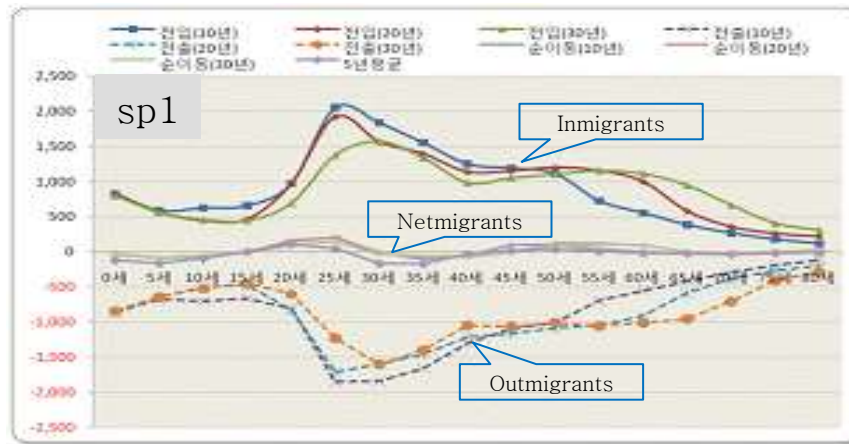 전입(10년) 전입(20년) 전입(30년) 전출(10년)
전출(20년) 전출(30년) 순이동(10년) 순이동(20년)
순이동(30년) 5년평균
2,500
sp1
2,000
Inmigrants
1,500
1,000
Netmigrants
500
0
0세 5세 10세 15세 20세 25세 30세 35세 40세 45세 50세 55세 60세 65세
-500
-1,000
-1,500
Outmigrants
-2,000
-2,500